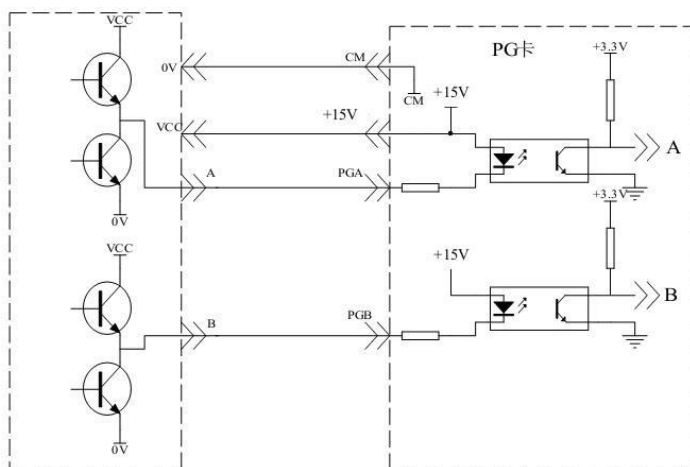 VCC
0V
CM
CM
PG卡
+3.3V
VCC
+15V
+15V
A
A
PGA
0V
+3.3V
VCC
+15V
B
B
PGB
0V